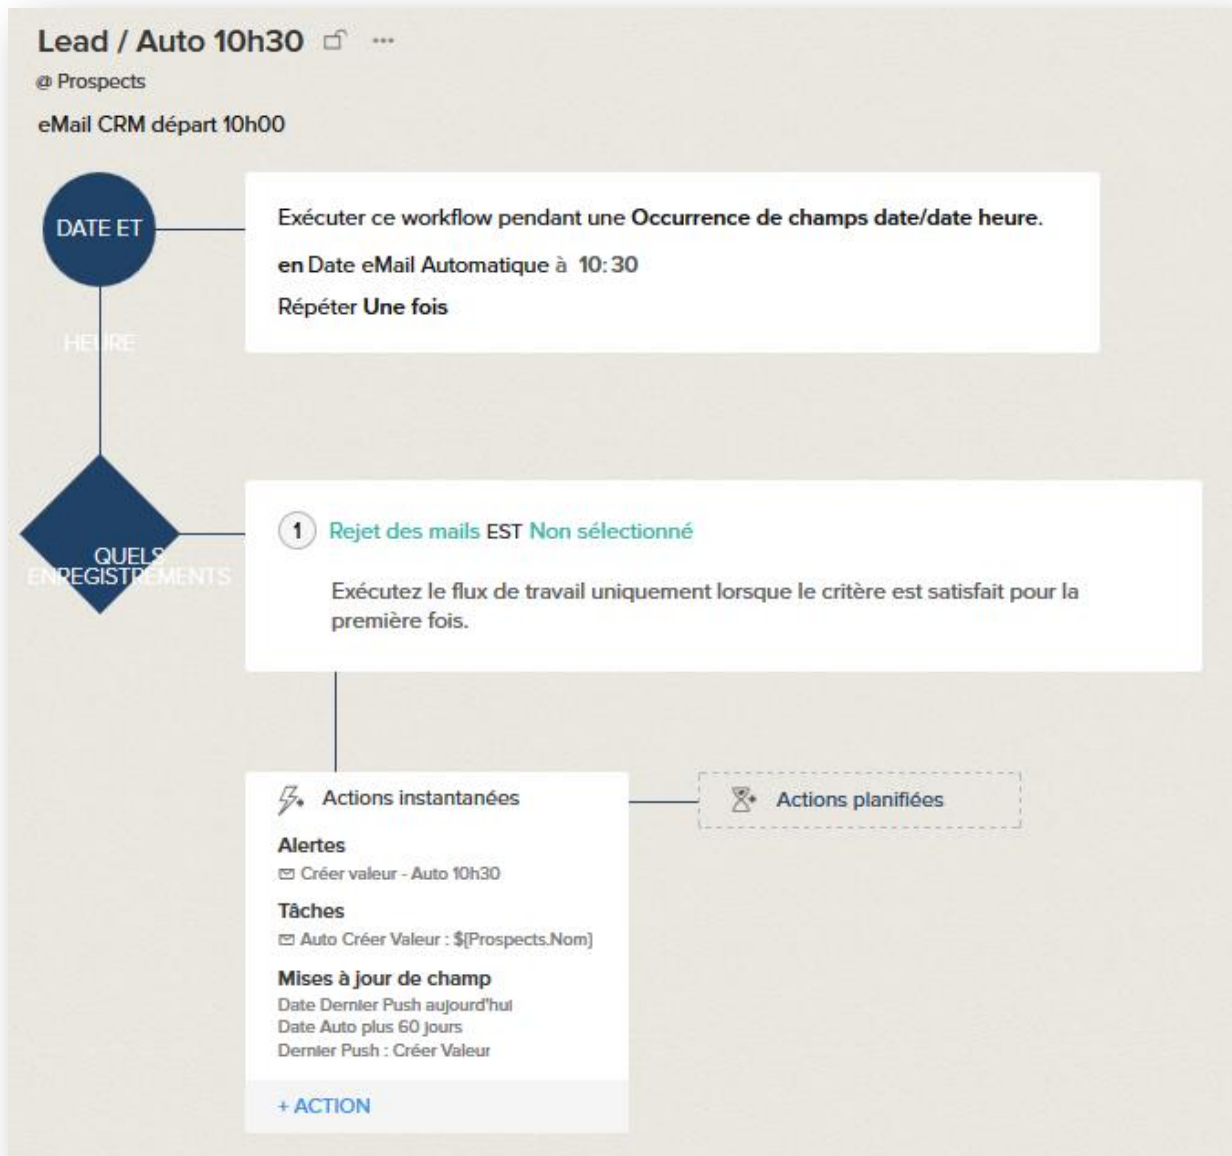 Lead / Auto 10h30
@ Prospects
eMail CRM départ 10h00
DATE ET
HEURE
Exécuter ce workflow pendant une Occurrence de champs date/date heure.
en Date eMail Automatique à 10:30
Répéter Une fois
QUELS
ENREGISTREMENTS
1 Rejet des mails EST Non sélectionné
Exécutez le flux de travail uniquement lorsque le critère est satisfait pour la
première fois.
Actions instantanées
Actions planifiées
Alertes
Créer valeur - Auto 10h30
Tâches
Auto Créer Valeur : ${Prospects.Nom}
Mises à jour de champ
Date Dernier Push aujourd'hui
Date Auto plus 60 jours
Dernier Push : Créer Valeur
+ ACTION